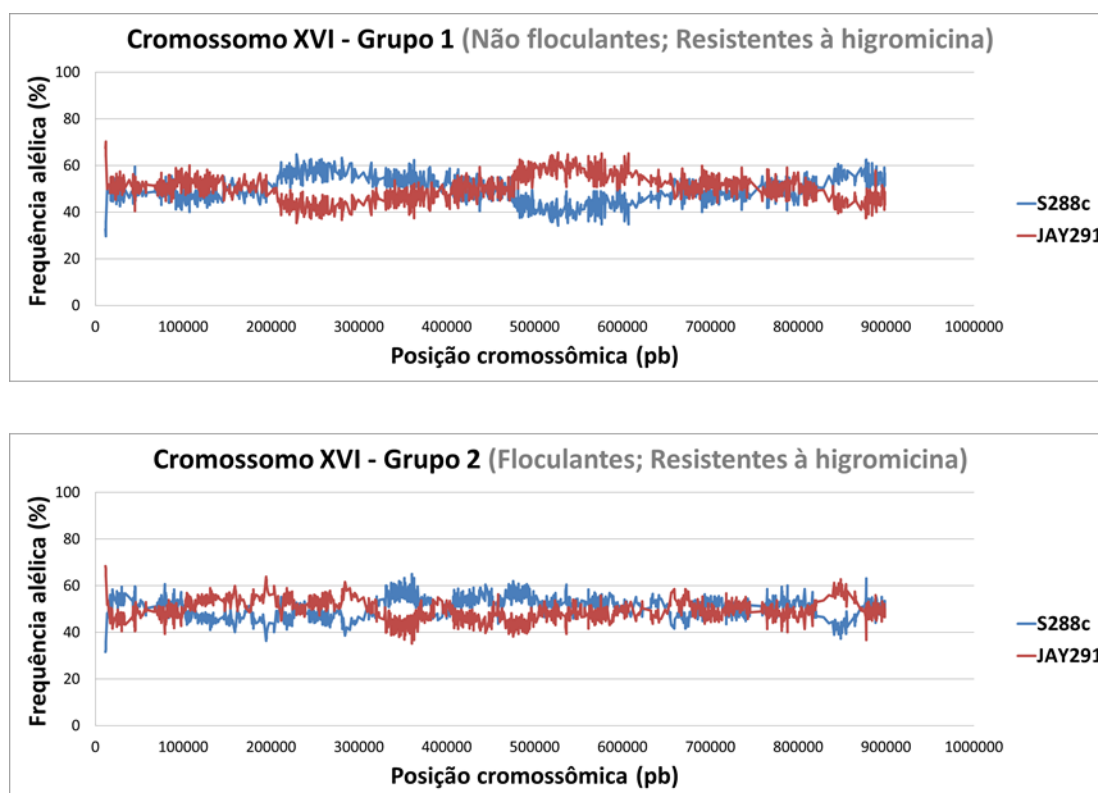 Cromossomo XVI - Grupo 1 (Não floculantes; Resistentes à higromicina)
Frequência alélica (%)
100
80
60
40
20
0
0 100000 200000 300000 400000 500000 600000 700000 800000 900000 1000000
Posição cromossômica (pb)
S288c
JAY291
Cromossomo XVI - Grupo 2 (Floculantes; Resistentes à higromicina)
Frequência alélica (%)
100
80
60
40
20
0
0 100000 200000 300000 400000 500000 600000 700000 800000 900000 1000000
Posição cromossômica (pb)
S288c
JAY291